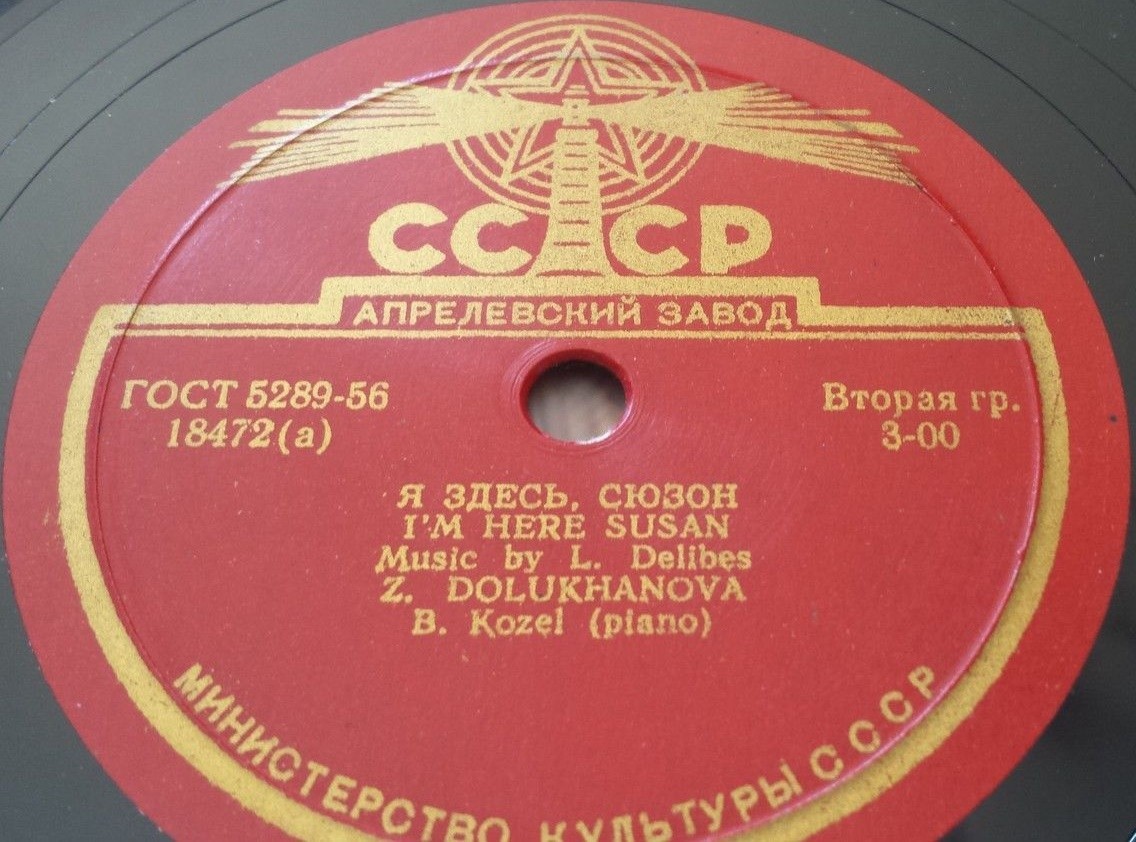 СССР
АПРЕЛЕВСКИЙ ЗАВОД
ГОСТ 5289-56
18472(а)
Вторая гр.
3-00
Я ЗДЕСЬ, СЮЗОН
I'M HERE SUSAN
Music by L. Delibes
Z. DOLUKHANOVA
B. Kozel (piano)
МИНИСТЕРСТВО КУЛЬТУРЫ СССР